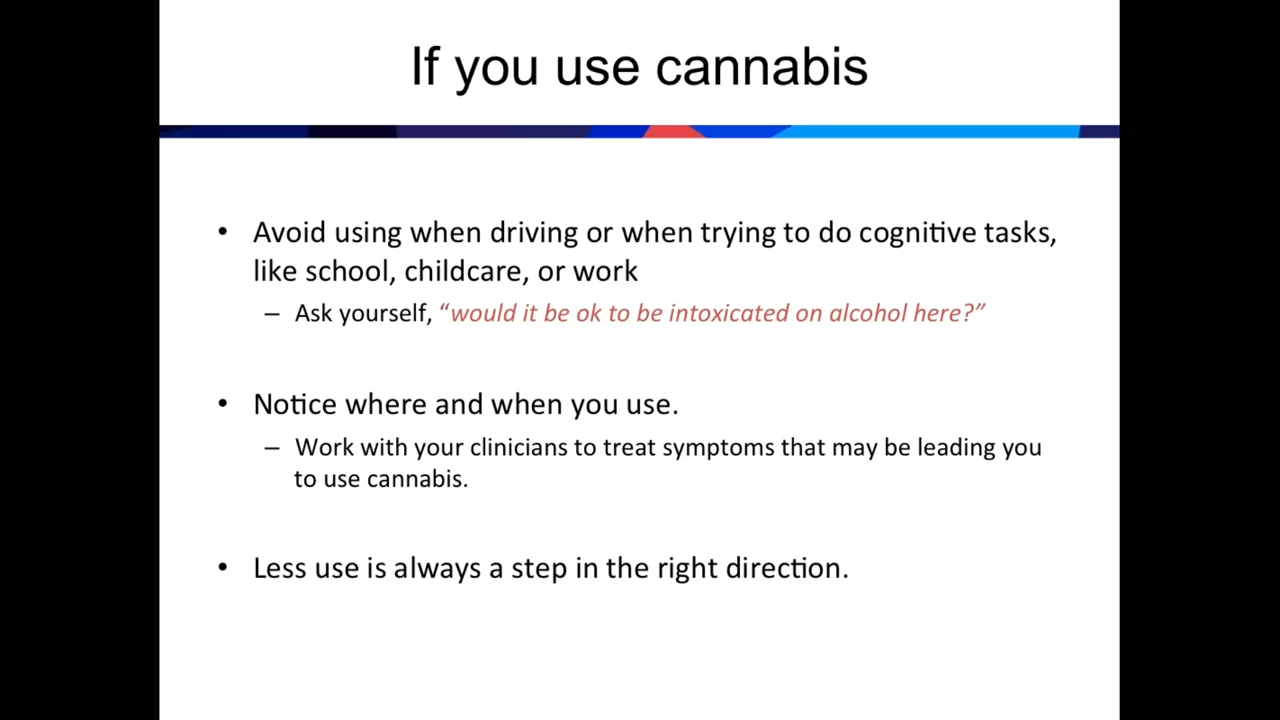 If you use cannabis
• Avoid using when driving or when trying to do cognitive tasks,
like school, childcare, or work
– Ask yourself, “would it be ok to be intoxicated on alcohol here?”
• Notice where and when you use.
– Work with your clinicians to treat symptoms that may be leading you
to use cannabis.
• Less use is always a step in the right direction.